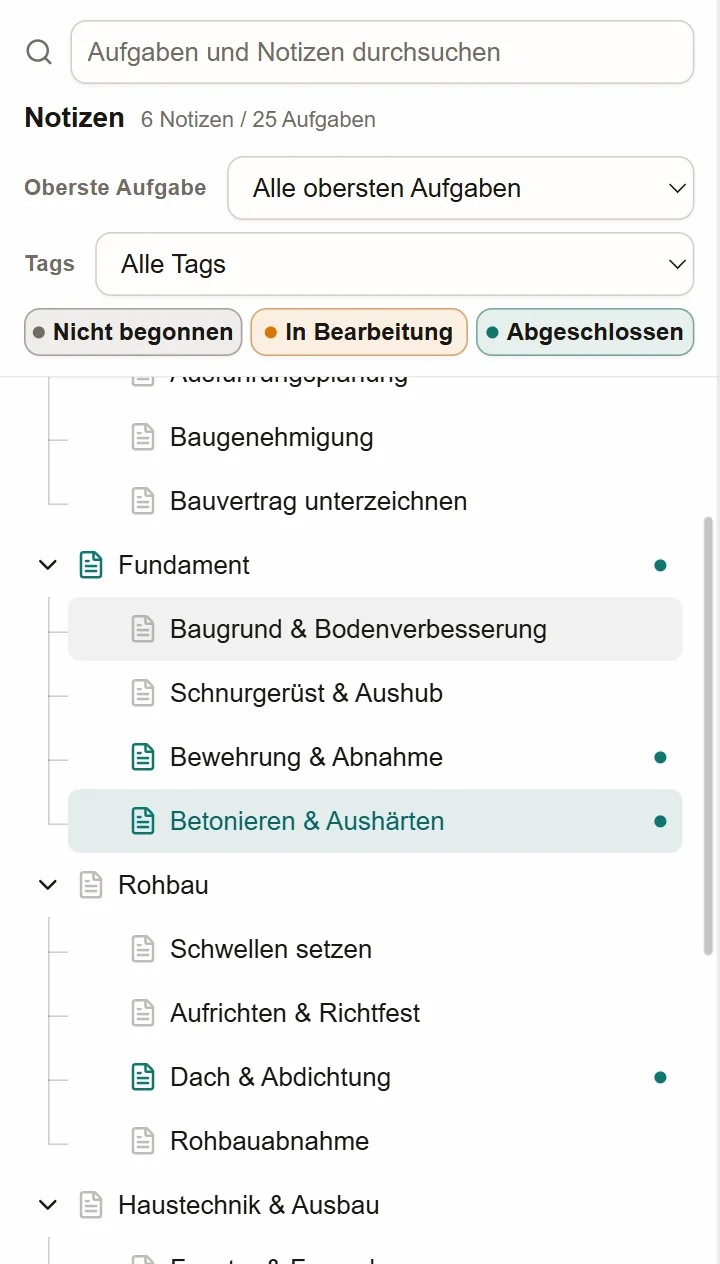 Aufgaben und Notizen durchsuchen
Notizen 6 Notizen / 25 Aufgaben
Oberste Aufgabe Alle obersten Aufgaben
Tags Alle Tags
Nicht begonnen In Bearbeitung Abgeschlossen
Ausführungsplanung
Baugenehmigung
Bauvertrag unterzeichnen
Fundament
Baugrund & Bodenverbesserung
Schnurgerüst & Aushub
Bewehrung & Abnahme
Betonieren & Aushärten
Rohbau
Schwellen setzen
Aufrichten & Richtfest
Dach & Abdichtung
Rohbauabnahme
Haustechnik & Ausbau